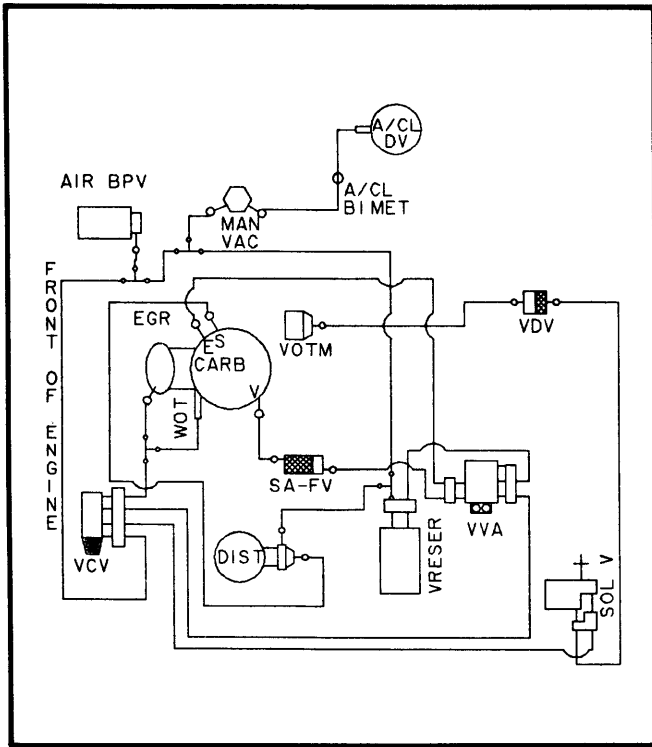 A/CL
DV
AIR BPV
A/CL
BIMET
MAN
VAC
FRONT OF ENGINE
EGR
ES
CARB
V
VOTM
VDV
WOT
SA-FV
VVA
VCV
DIST
VRESER
SOL V